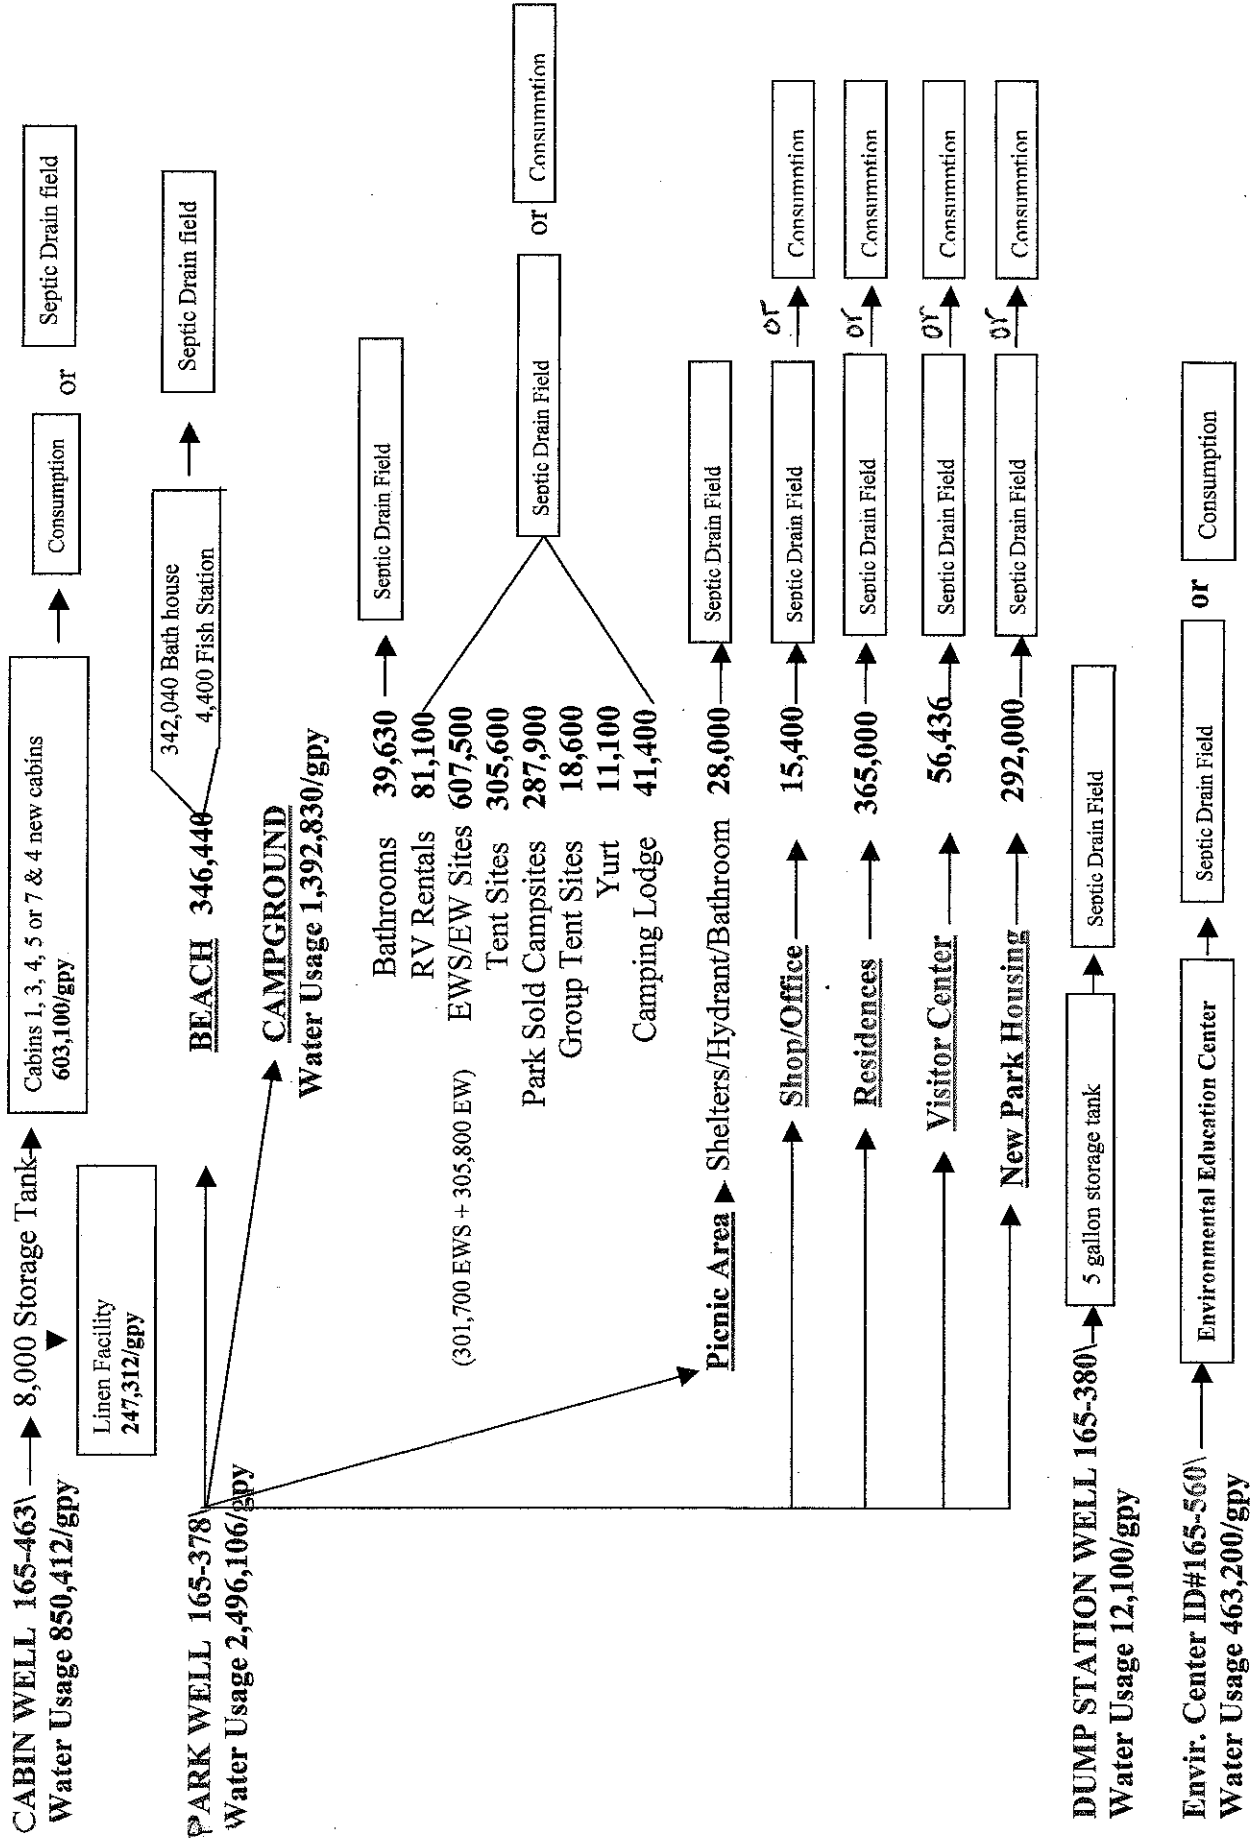 CABIN WELL 165-463\ 8,000 Storage Tank
Water Usage 850,412/gpy
Cabins 1, 3, 4, 5 or 7 & 4 new cabins
603,100/gpy
Consumption
or
Septic Drain field
Linen Facility
247,312/gpy
PARK WELL 165-378\
Water Usage 2,496,106/gpy
BEACH 346,440
342,040 Bath house
4,400 Fish Station
Septic Drain field
CAMPGROUND
Water Usage 1,392,830/gpy
Bathrooms 39,630
Septic Drain Field
RV Rentals 81,100
(301,700 EWS + 305,800 EW) EWS/EW Sites 607,500
Tent Sites 305,600
Park Sold Campsites 287,900
Group Tent Sites 18,600
Yurt 11,100
Camping Lodge 41,400
Septic Drain Field
or
Consumntion
Picnic Area Shelters/Hydrant/Bathroom 28,000
Septic Drain Field
Shop/Office 15,400
Septic Drain Field
or
Consumntion
Residences 365,000
Septic Drain Field
or
Consumntion
Visitor Center 56,436
Septic Drain Field
or
Consumntion
New Park Housing 292,000
Septic Drain Field
or
Consumntion
DUMP STATION WELL 165-380\
Water Usage 12,100/gpy
5 gallon storage tank
Septic Drain Field
Envir. Center ID#165-560\
Water Usage 463,200/gpy
Environmental Education Center
Septic Drain Field
or
Consumption